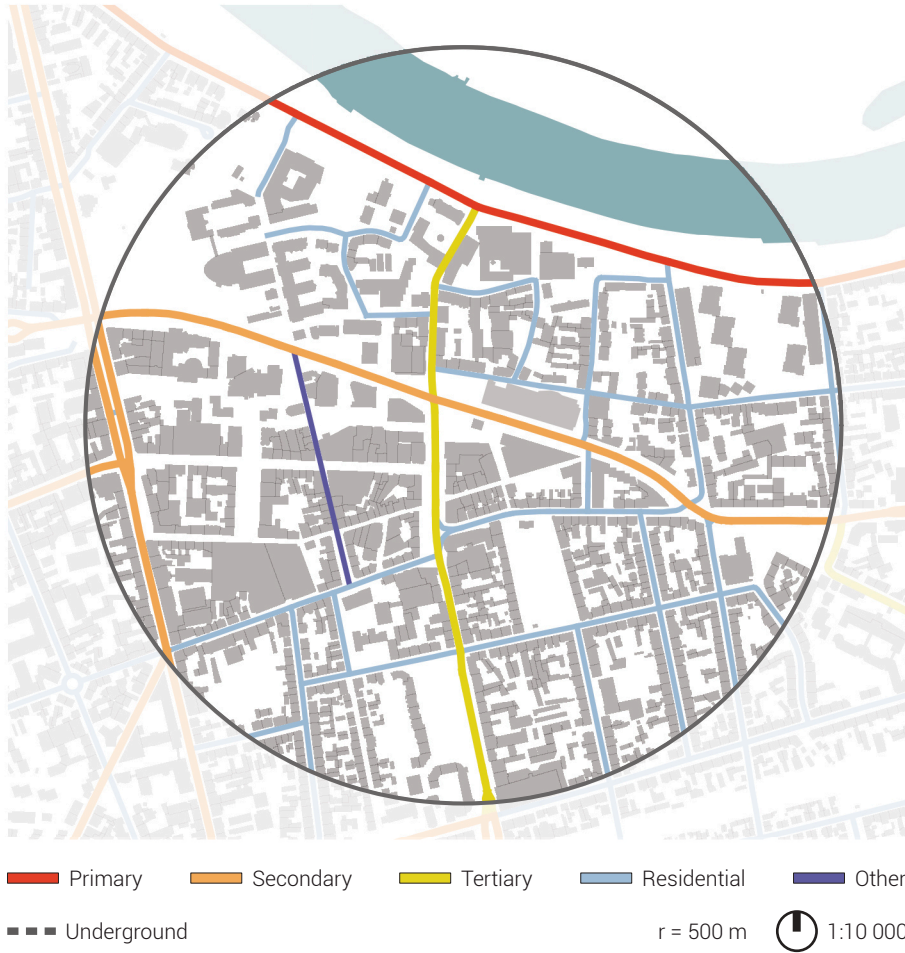 Primary Secondary Tertiary Residential Other
Underground r = 500 m 1:10 000